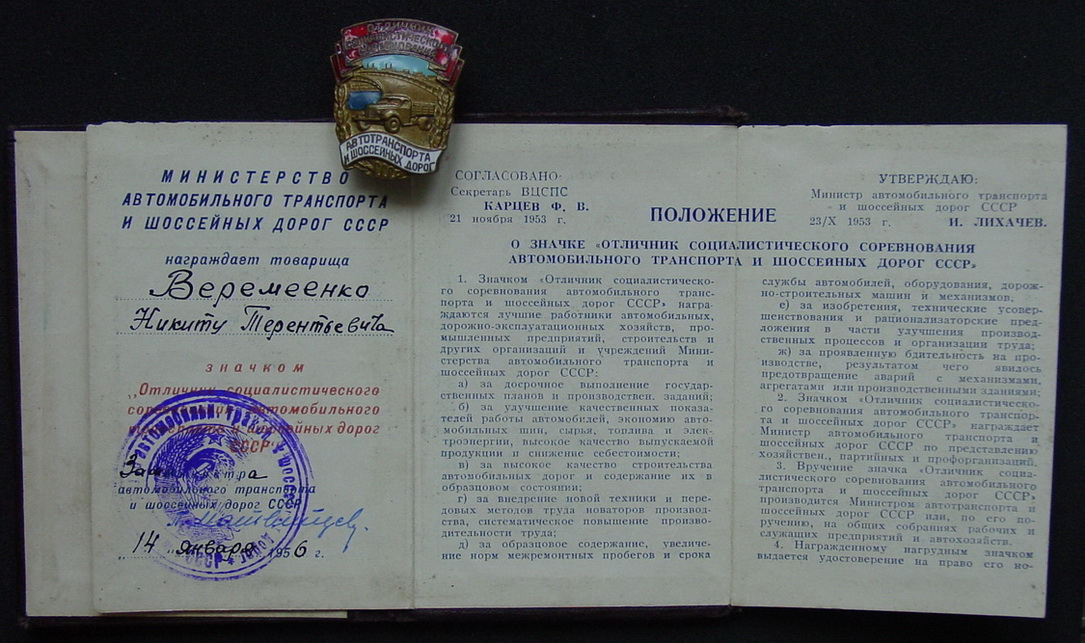 ОТЛИЧНИК
СОЦИАЛИСТИЧЕСКОГО
АВТОТРАНСПОРТА
И ШОССЕЙНЫХ ДОРОГ
МИНИСТЕРСТВО
АВТОМОБИЛЬНОГО ТРАНСПОРТА
И ШОССЕЙНЫХ ДОРОГ СССР
награждает товарища
Веремеенко
Никиту Терентьевича
значком
„Отличник социалистического
автомобильного
и шоссейных дорог
СССР"
автомобильного транспорта
и шоссейных дорог СССР
„14" января 1956 г.
СОГЛАСОВАНО:
Секретарь ВЦСПС
КАРЦЕВ Ф. В.
21 ноября 1953 г.
УТВЕРЖДАЮ:
Министр автомобильного транспорта
и шоссейных дорог СССР
23/X 1953 г. И. ЛИХАЧЕВ.
ПОЛОЖЕНИЕ
О ЗНАЧКЕ «ОТЛИЧНИК СОЦИАЛИСТИЧЕСКОГО СОРЕВНОВАНИЯ
АВТОМОБИЛЬНОГО ТРАНСПОРТА И ШОССЕЙНЫХ ДОРОГ СССР»
1. Значком «Отличник социалистическо-
го соревнования автомобильного транс-
порта и шоссейных дорог СССР» награ-
ждаются лучшие работники автомобильных,
дорожно-эксплуатационных хозяйств, про-
мышленных предприятий, строительств и
других организаций и учреждений Мини-
стерства автомобильного транспорта и
шоссейных дорог СССР:
а) за досрочное выполнение государст-
венных планов и производствен. заданий;
б) за улучшение качественных показа-
телей работы автомобилей, экономию авто-
мобильных шин, сырья, топлива и элек-
троэнергии, высокое качество выпускаемой
продукции и снижение себестоимости;
в) за высокое качество строительства
автомобильных дорог и содержание их в
образцовом состоянии;
г) за внедрение новой техники и пере-
довых методов труда новаторов производ-
ства, систематическое повышение произво-
дительности труда;
д) за образцовое содержание, увеличе-
ние норм межремонтных пробегов и срока
службы автомобилей, оборудования, дорож-
но-строительных машин и механизмов.
е) за изобретения, технические усовер-
шенствования и рационализаторские пред-
ложения в части улучшения производ-
ственных процессов и организации труда;
ж) за проявленную бдительность на про-
изводстве, результатом чего явилось
предотвращение аварий с механизмами,
агрегатами или производственными зданиями;
2. Значком «Отличник социалистическо-
го соревнования автомобильного транспор-
та и шоссейных дорог СССР» награждает
Министр автомобильного транспорта и
шоссейных дорог СССР по представлению
хозяйствен., партийных и профорганизаций.
3. Вручение значка «Отличник социа-
листического соревнования автомобильного
транспорта и шоссейных дорог СССР»
производится Министром автотранспорта и
шоссейных дорог СССР или, по его по-
ручению, на общих собраниях рабочих и
служащих предприятий и автохозяйств.
4. Награжденному нагрудным значком
выдается удостоверение на право его но-